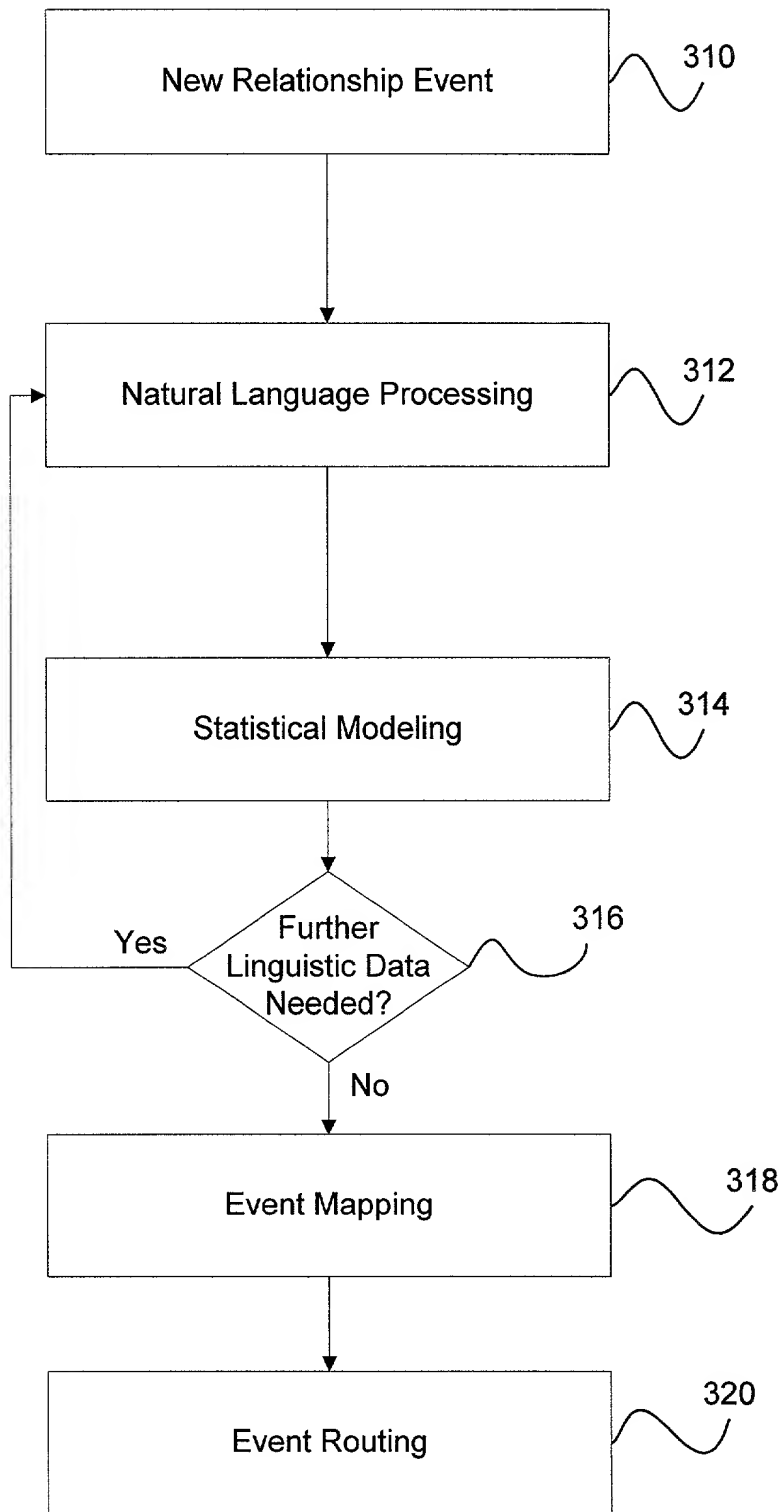 New Relationship Event
310
Natural Language Processing
312
Statistical Modeling
314
Further
Linguistic Data
Needed?
316
Yes
No
Event Mapping
318
Event Routing
320